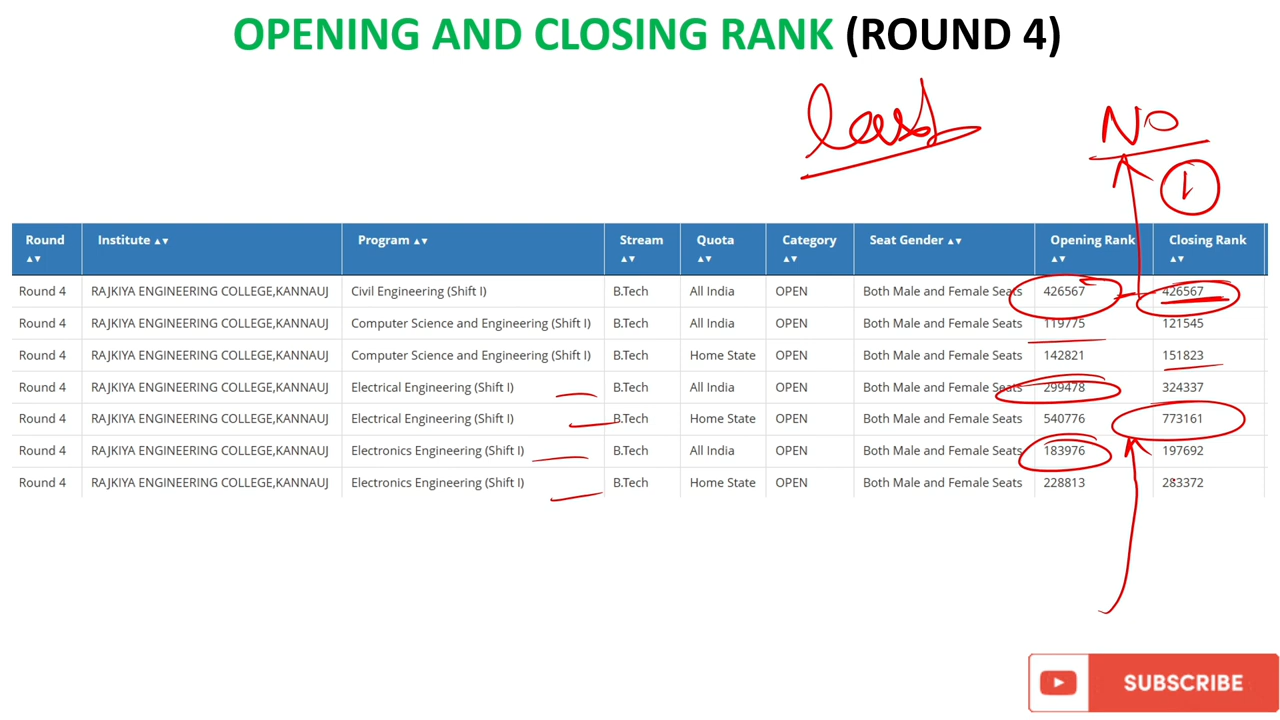 OPENING AND CLOSING RANK (ROUND 4)
NO
1
Round Institute Program Stream Quota Category Seat Gender Opening Rank Closing Rank
Round 4 RAJKIYA ENGINEERING COLLEGE,KANNAUJ Civil Engineering (Shift I) B.Tech All India OPEN Both Male and Female Seats 426567 426567
Round 4 RAJKIYA ENGINEERING COLLEGE,KANNAUJ Computer Science and Engineering (Shift I) B.Tech All India OPEN Both Male and Female Seats 119775 121545
Round 4 RAJKIYA ENGINEERING COLLEGE,KANNAUJ Computer Science and Engineering (Shift I) B.Tech Home State OPEN Both Male and Female Seats 142821 151823
Round 4 RAJKIYA ENGINEERING COLLEGE,KANNAUJ Electrical Engineering (Shift I) B.Tech All India OPEN Both Male and Female Seats 299478 324337
Round 4 RAJKIYA ENGINEERING COLLEGE,KANNAUJ Electrical Engineering (Shift I) B.Tech Home State OPEN Both Male and Female Seats 540776 773161
Round 4 RAJKIYA ENGINEERING COLLEGE,KANNAUJ Electronics Engineering (Shift I) B.Tech All India OPEN Both Male and Female Seats 183976 197692
Round 4 RAJKIYA ENGINEERING COLLEGE,KANNAUJ Electronics Engineering (Shift I) B.Tech Home State OPEN Both Male and Female Seats 228813 283372
SUBSCRIBE